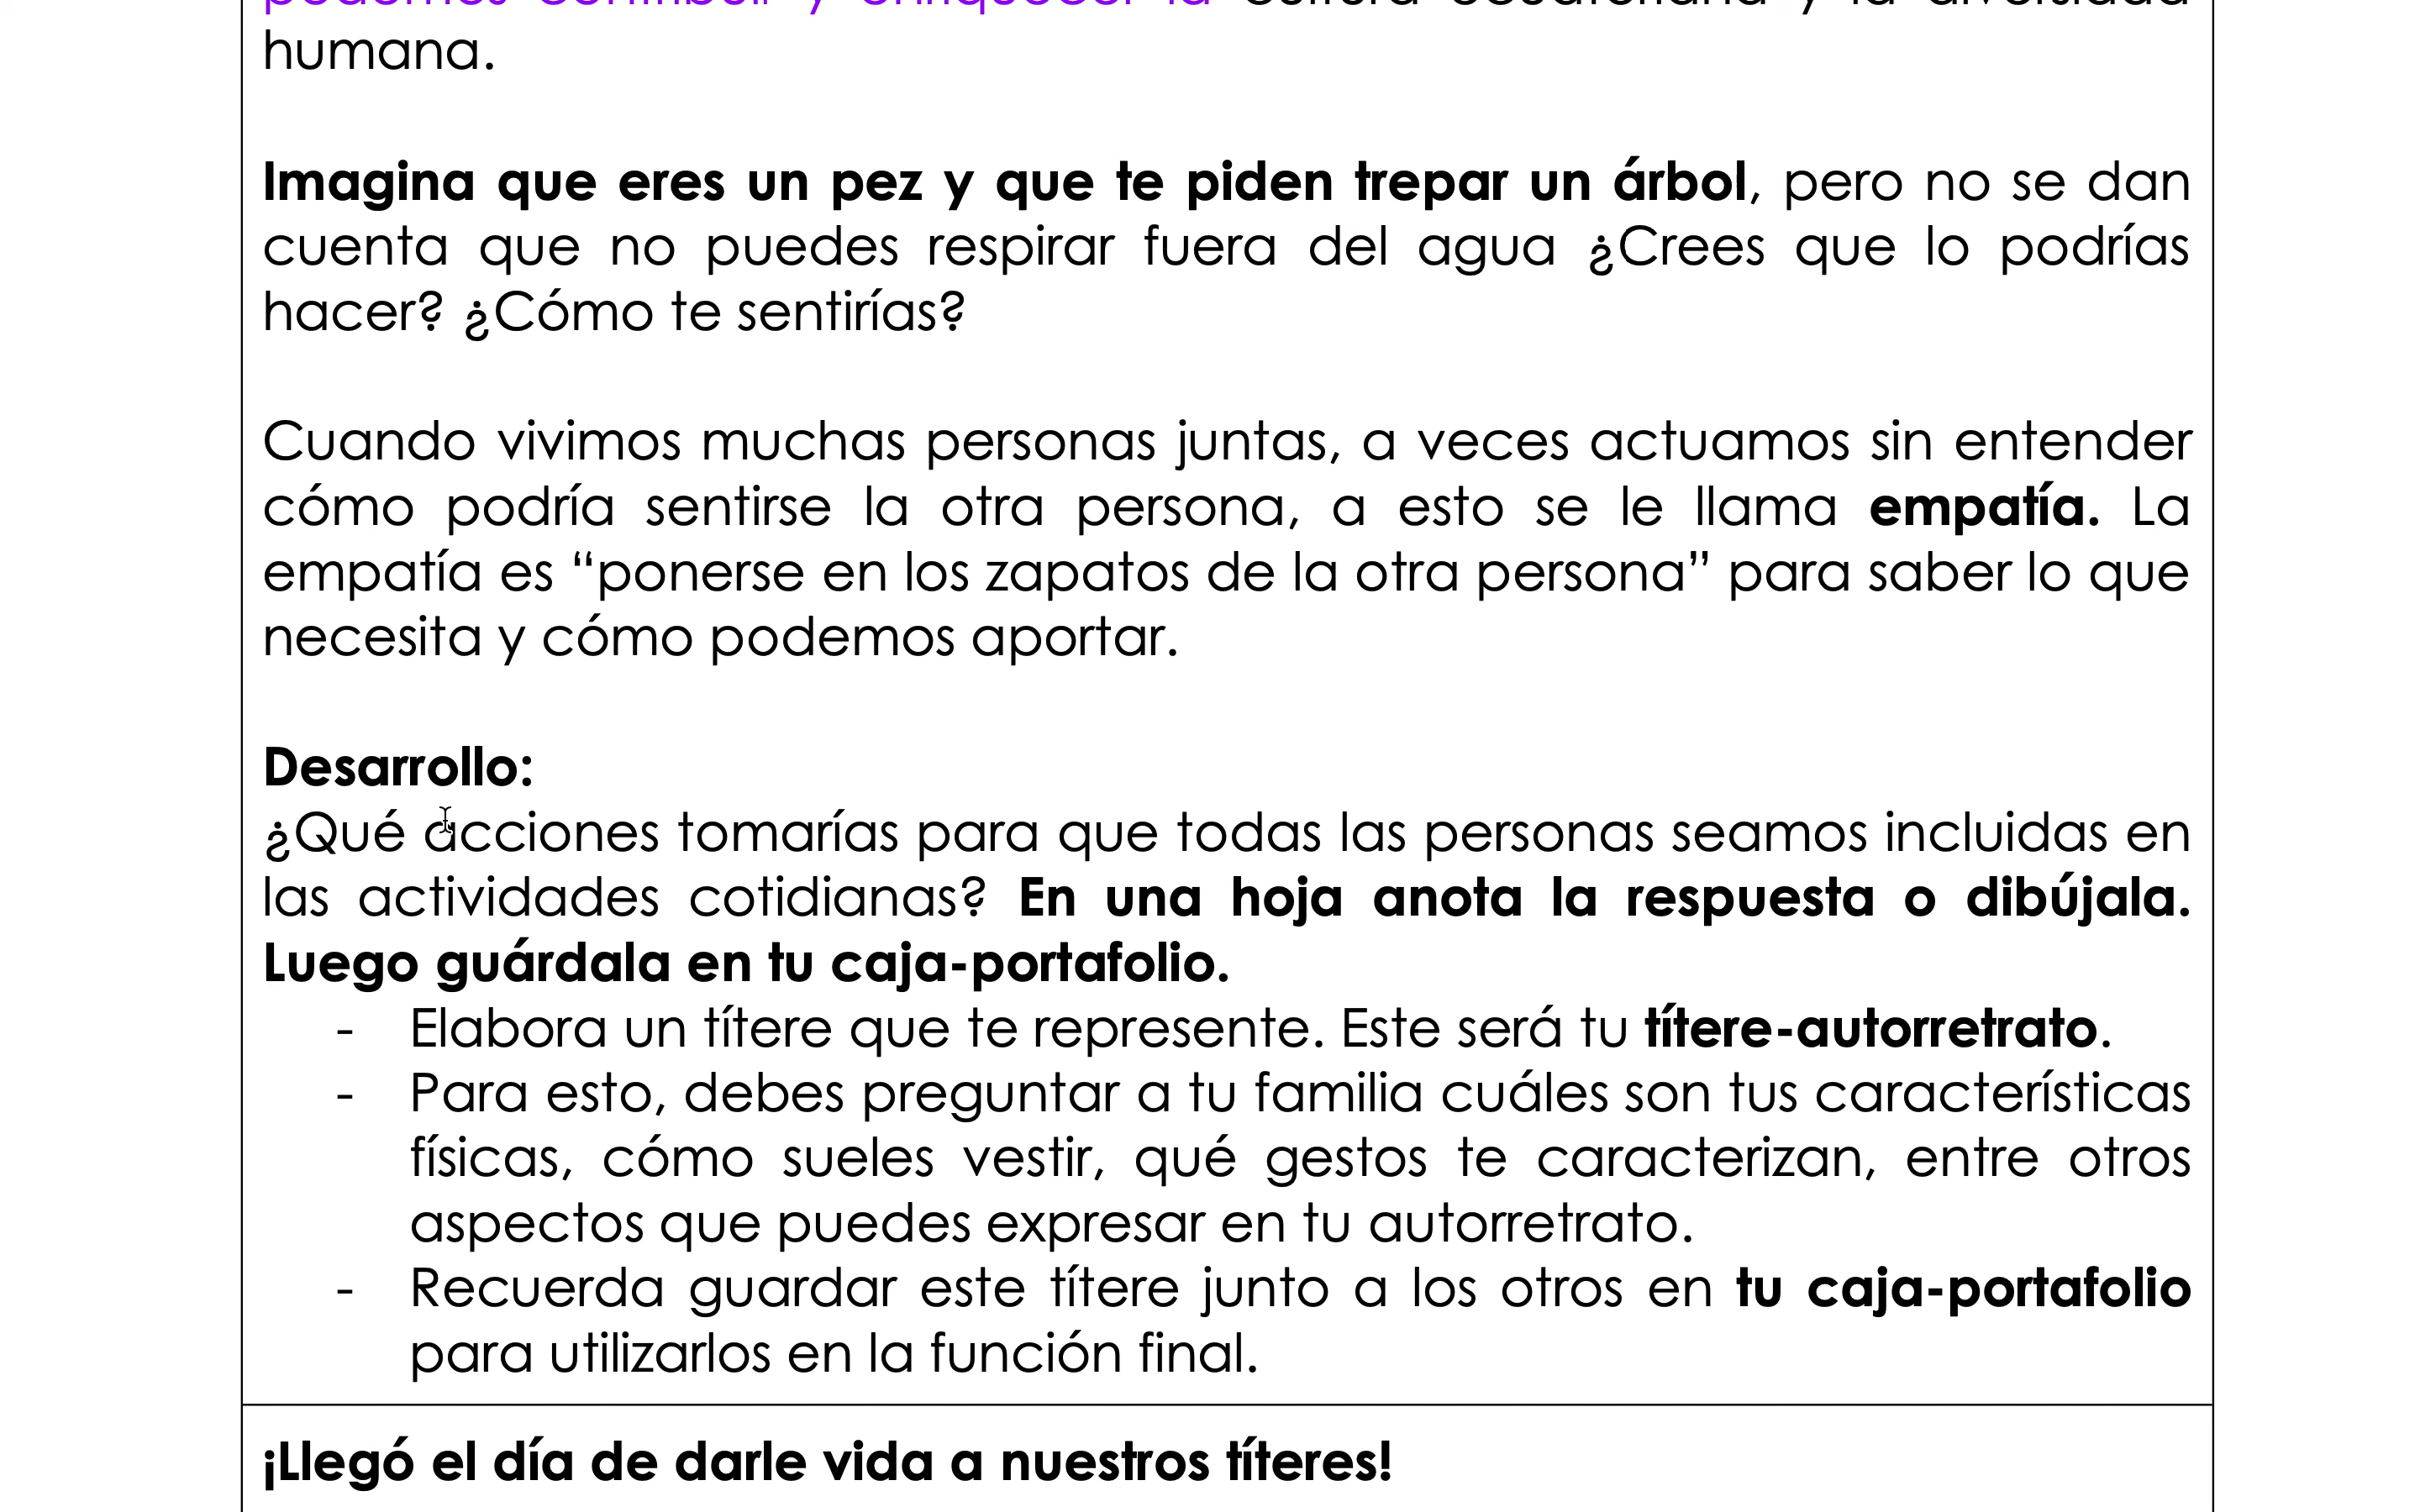 podemos contribuir y enriquecer la cultura ecuatoriana y la diversidad
humana.
Imagina que eres un pez y que te piden trepar un árbol, pero no se dan
cuenta que no puedes respirar fuera del agua ¿Crees que lo podrías
hacer? ¿Cómo te sentirías?
Cuando vivimos muchas personas juntas, a veces actuamos sin entender
cómo podría sentirse la otra persona, a esto se le llama empatía. La
empatía es “ponerse en los zapatos de la otra persona” para saber lo que
necesita y cómo podemos aportar.
Desarrollo:
¿Qué acciones tomarías para que todas las personas seamos incluidas en
las actividades cotidianas? En una hoja anota la respuesta o dibújala.
Luego guárdala en tu caja-portafolio.
- Elabora un títere que te represente. Este será tu títere-autorretrato.
- Para esto, debes preguntar a tu familia cuáles son tus características
físicas, cómo sueles vestir, qué gestos te caracterizan, entre otros
aspectos que puedes expresar en tu autorretrato.
- Recuerda guardar este títere junto a los otros en tu caja-portafolio
para utilizarlos en la función final.
¡Llegó el día de darle vida a nuestros títeres!